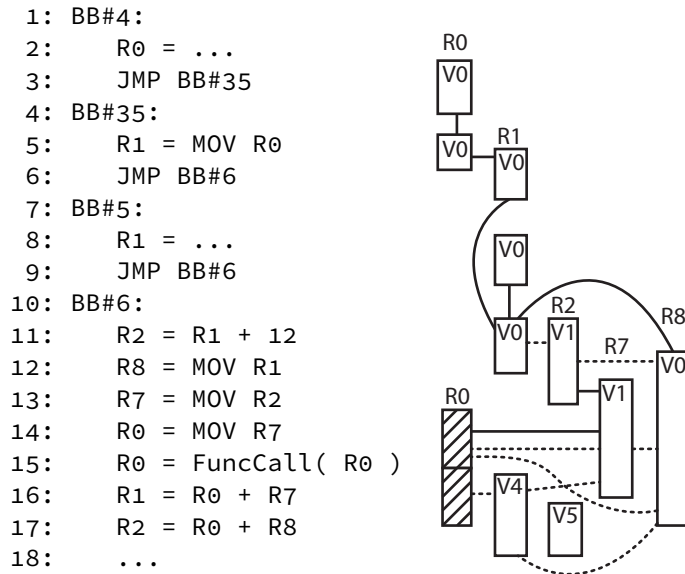 1: BB#4:
2: R0 = ...
3: JMP BB#35
4: BB#35:
5: R1 = MOV R0
6: JMP BB#6
7: BB#5:
8: R1 = ...
9: JMP BB#6
10: BB#6:
11: R2 = R1 + 12
12: R8 = MOV R1
13: R7 = MOV R2
14: R0 = MOV R7
15: R0 = FuncCall( R0 )
16: R1 = R0 + R7
17: R2 = R0 + R8
18: ...
R0
V0
V0
R1
V0
V0
R2
R8
V0
V1
R7
V0
R0
V1
V4
V5